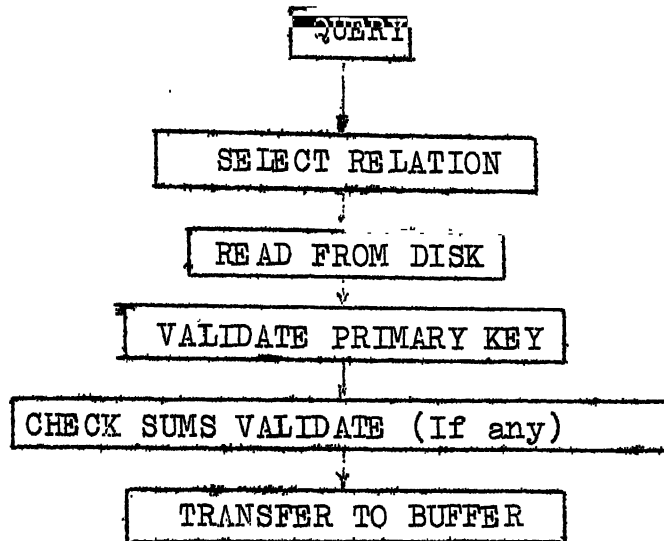 QUERY
SELECT RELATION
READ FROM DISK
VALIDATE PRIMARY KEY
CHECK SUMS VALIDATE (If any)
TRANSFER TO BUFFER